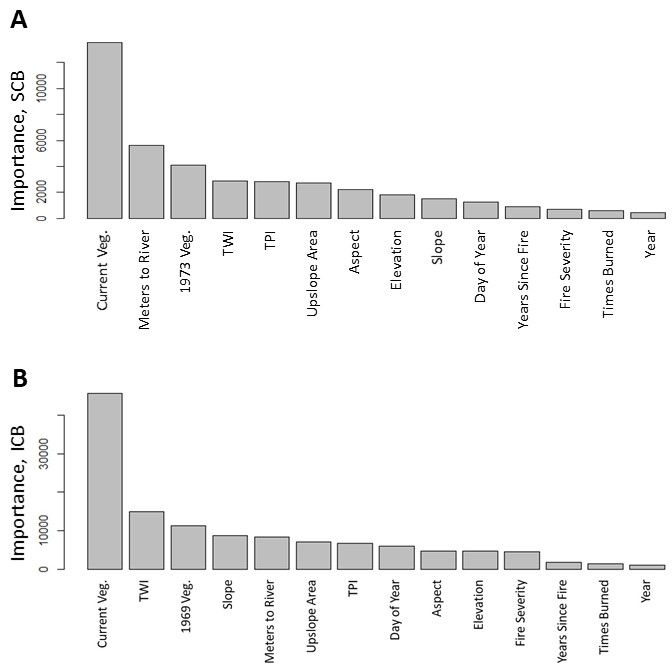 A
Importance, SCB
10000
6000
2000
0
Current Veg.
Meters to River
1973 Veg.
TWI
TPI
Upslope Area
Aspect
Elevation
Slope
Day of Year
Years Since Fire
Fire Severity
Times Burned
Year
B
Importance, ICB
30000
10000
0
Current Veg.
TWI
1969 Veg.
Slope
Meters to River
Upslope Area
TPI
Day of Year
Aspect
Elevation
Fire Severity
Years Since Fire
Times Burned
Year